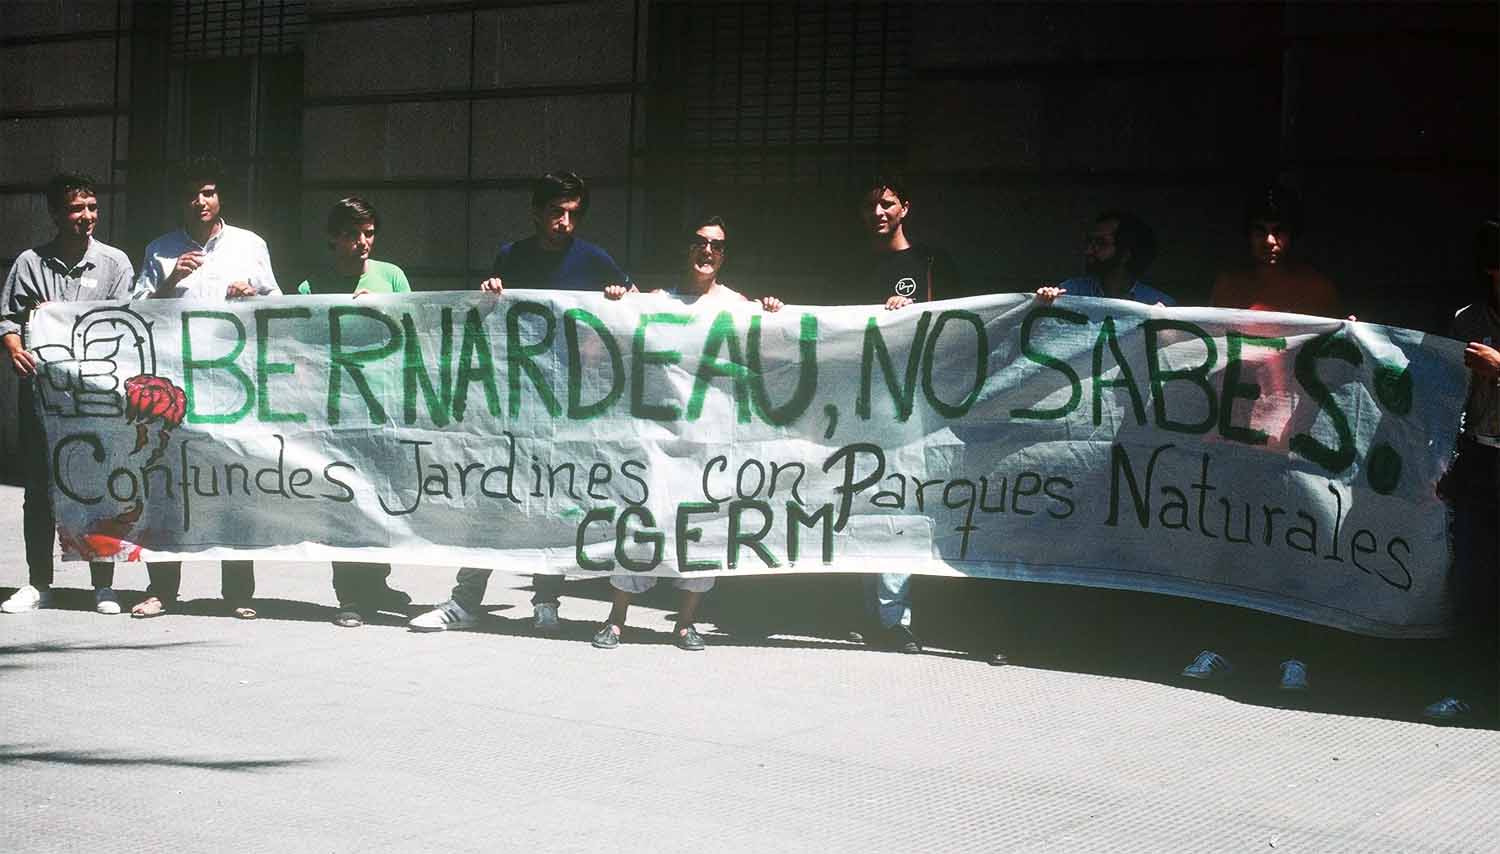 BERNARDEAU, NO SABES:
Confundes Jardines con Parques Naturales
CGERM